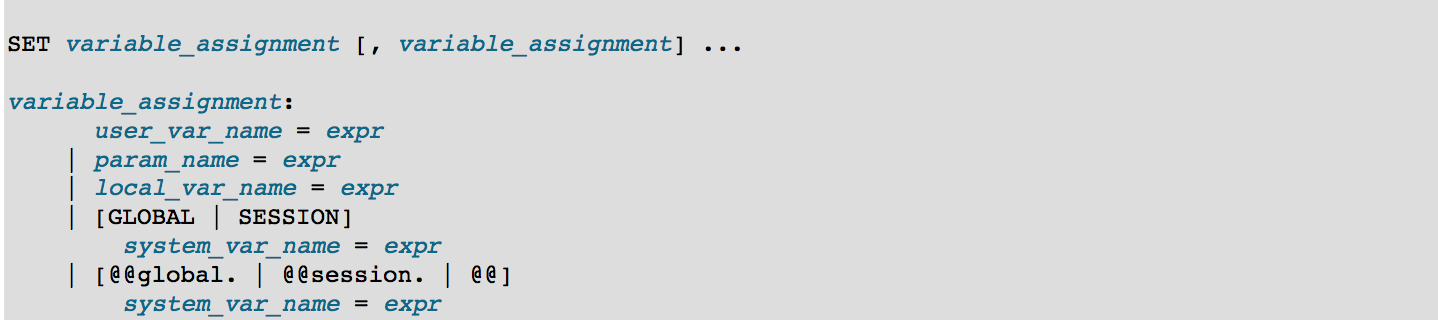 SET variable_assignment [, variable_assignment] ...
variable_assignment:
user_var_name = expr
| param_name = expr
| local_var_name = expr
| [GLOBAL | SESSION]
system_var_name = expr
| [@@global. | @@session. | @@]
system_var_name = expr